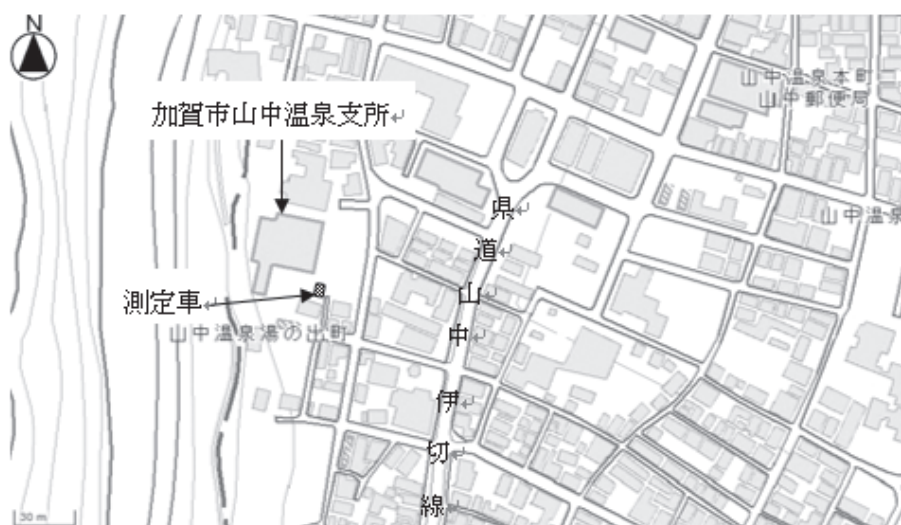 N
山中温泉本町二
山中郵便局
加賀市山中温泉支所↵
山中温泉
県↵
道↵
山↵
中↵
伊↵
切↵
線↵
測定車↵
山中温泉湯の出町
30 m